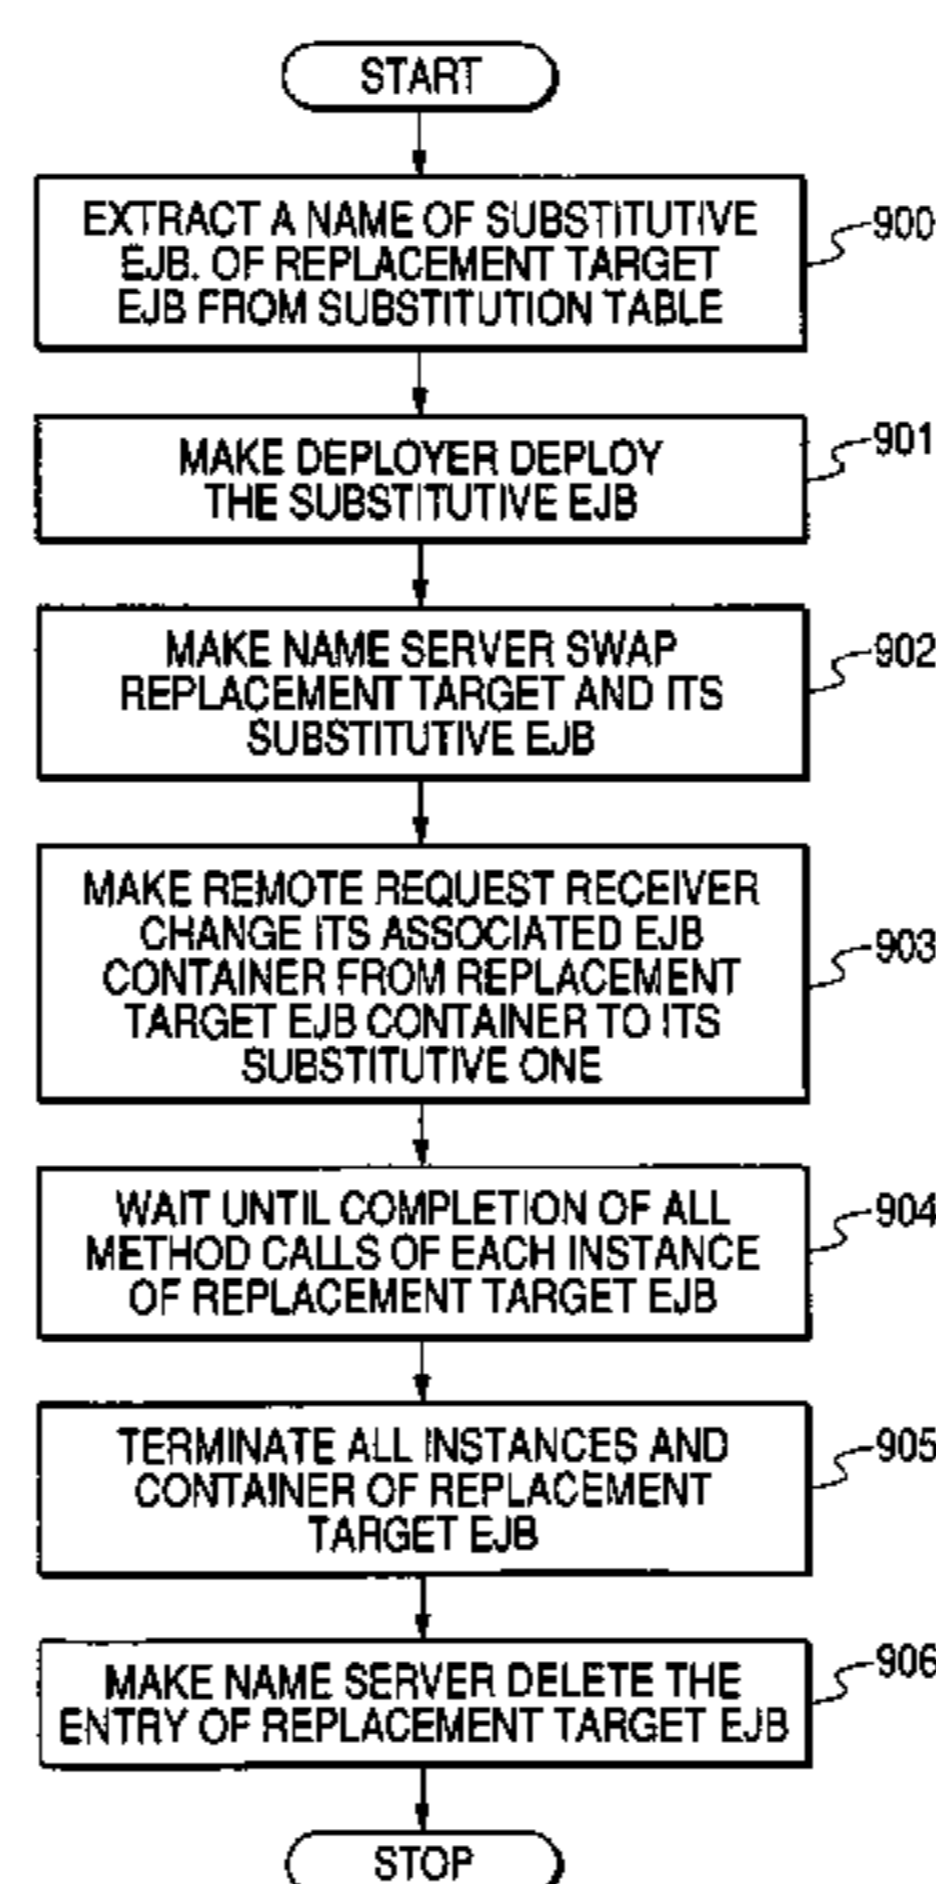 START
EXTRACT A NAME OF SUBSTITUTIVE
EJB. OF REPLACEMENT TARGET
EJB FROM SUBSTITUTION TABLE
900
MAKE DEPLOYER DEPLOY
THE SUBSTITUTIVE EJB
901
MAKE NAME SERVER SWAP
REPLACEMENT TARGET AND ITS
SUBSTITUTIVE EJB
902
MAKE REMOTE REQUEST RECEIVER
CHANGE ITS ASSOCIATED EJB
CONTAINER FROM REPLACEMENT
TARGET EJB CONTAINER TO ITS
SUBSTITUTIVE ONE
903
WAIT UNTIL COMPLETION OF ALL
METHOD CALLS OF EACH INSTANCE
OF REPLACEMENT TARGET EJB
904
TERMINATE ALL INSTANCES AND
CONTAINER OF REPLACEMENT
TARGET EJB
905
MAKE NAME SERVER DELETE THE
ENTRY OF REPLACEMENT TARGET EJB
906
STOP